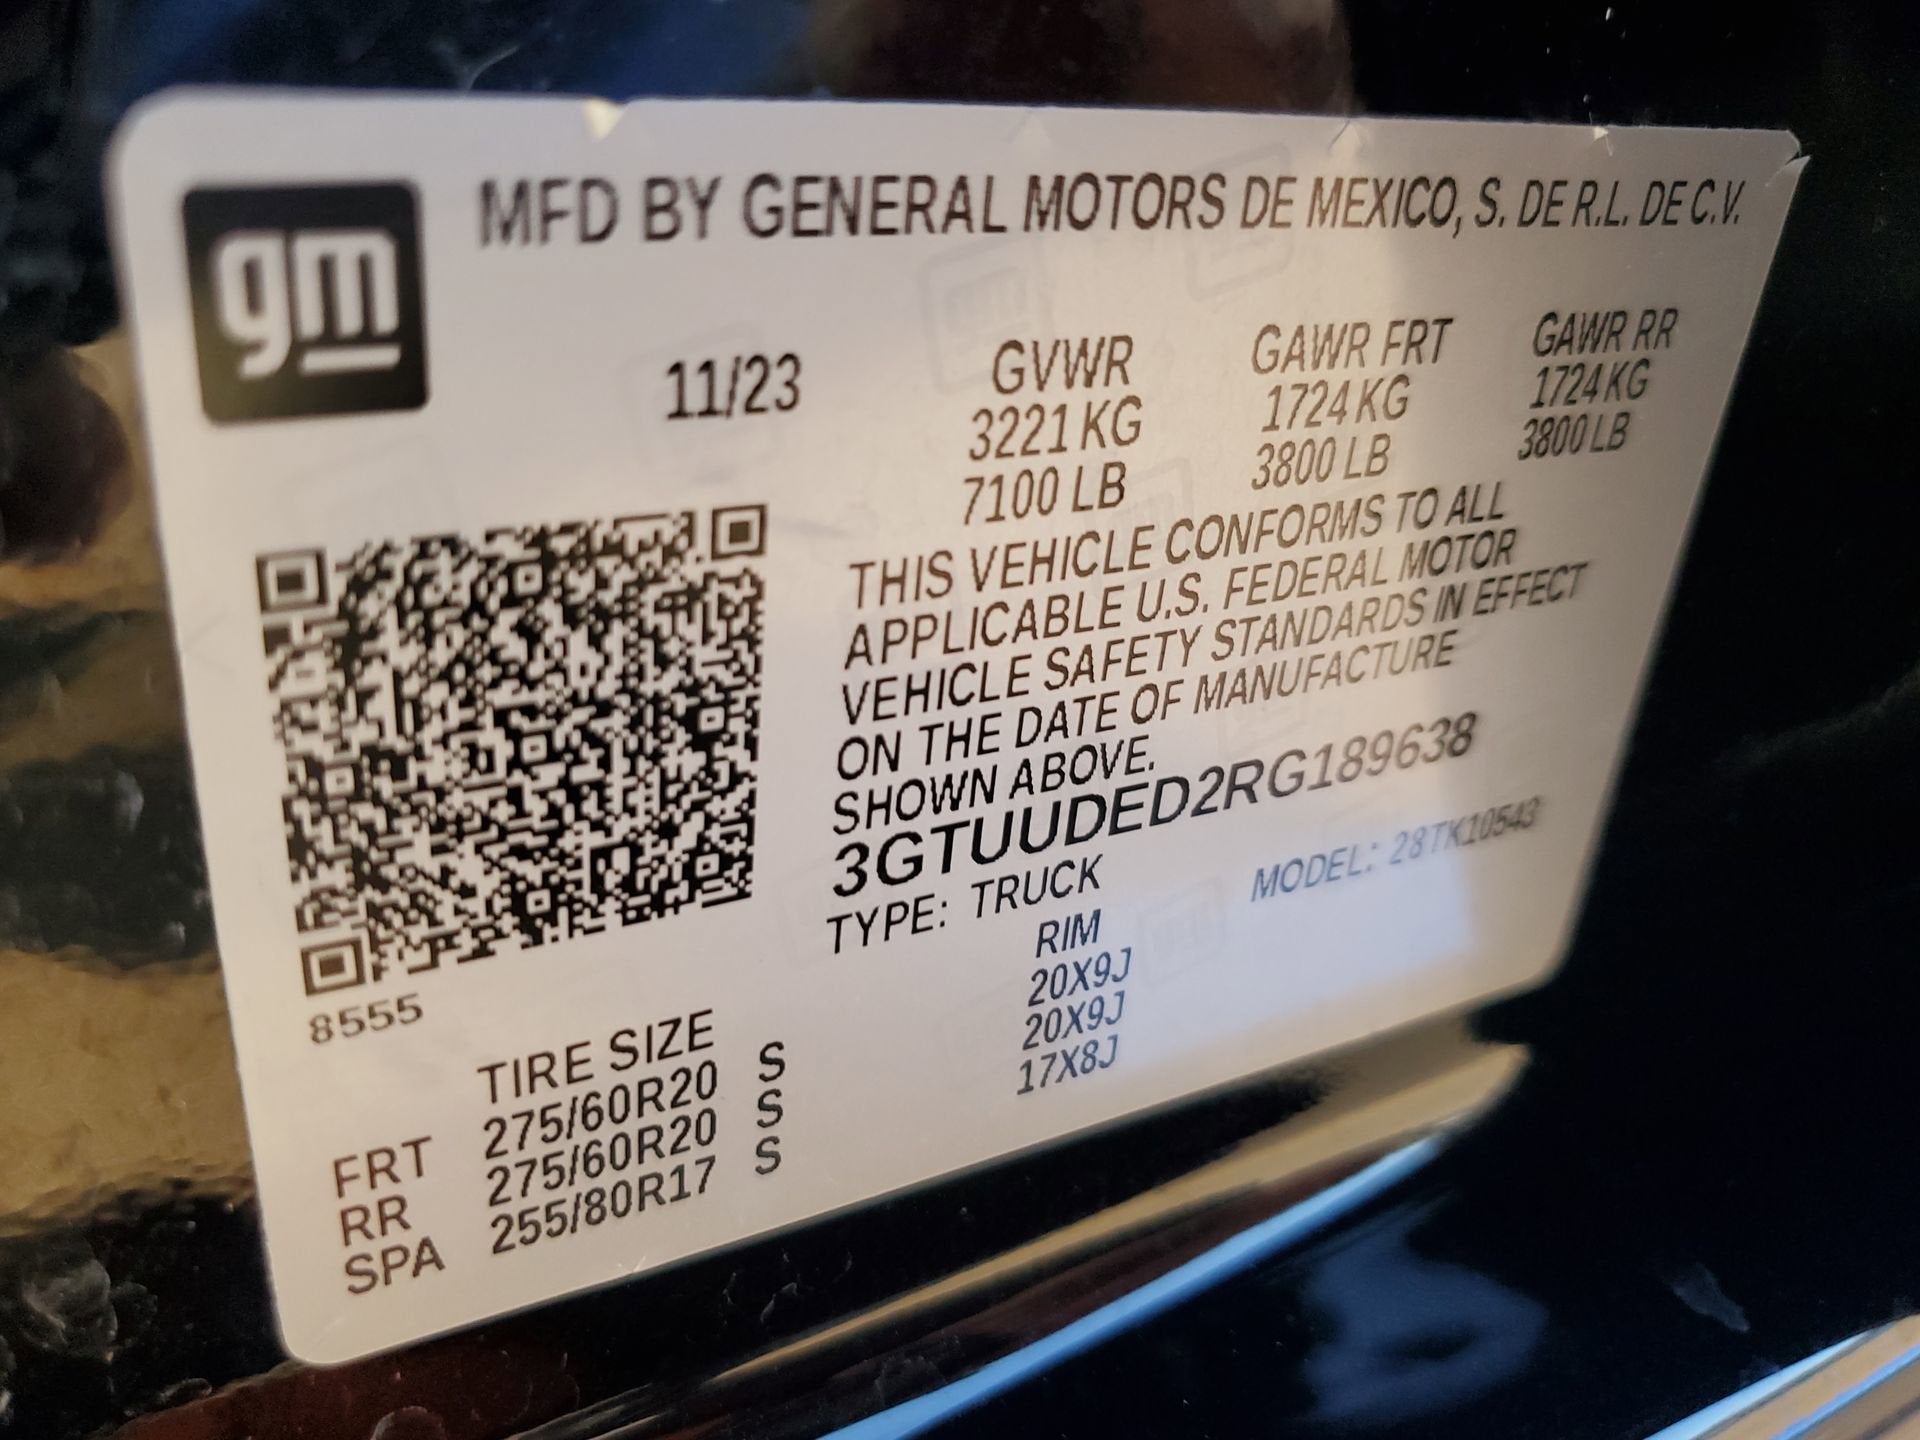 gm
MFD BY GENERAL MOTORS DE MEXICO, S. DE R.L. DE C.V.
11/23
GVWR GAWR FRT GAWR RR
3221 KG 1724 KG 1724 KG
7100 LB 3800 LB 3800 LB
THIS VEHICLE CONFORMS TO ALL
APPLICABLE U.S. FEDERAL MOTOR
VEHICLE SAFETY STANDARDS IN EFFECT
ON THE DATE OF MANUFACTURE
SHOWN ABOVE.
3GTUUDED2RG189638
TYPE: TRUCK MODEL: 28TK10543
8555
TIRE SIZE RIM
FRT 275/60R20 S 20X9J
RR 275/60R20 S 20X9J
SPA 255/80R17 S 17X8J